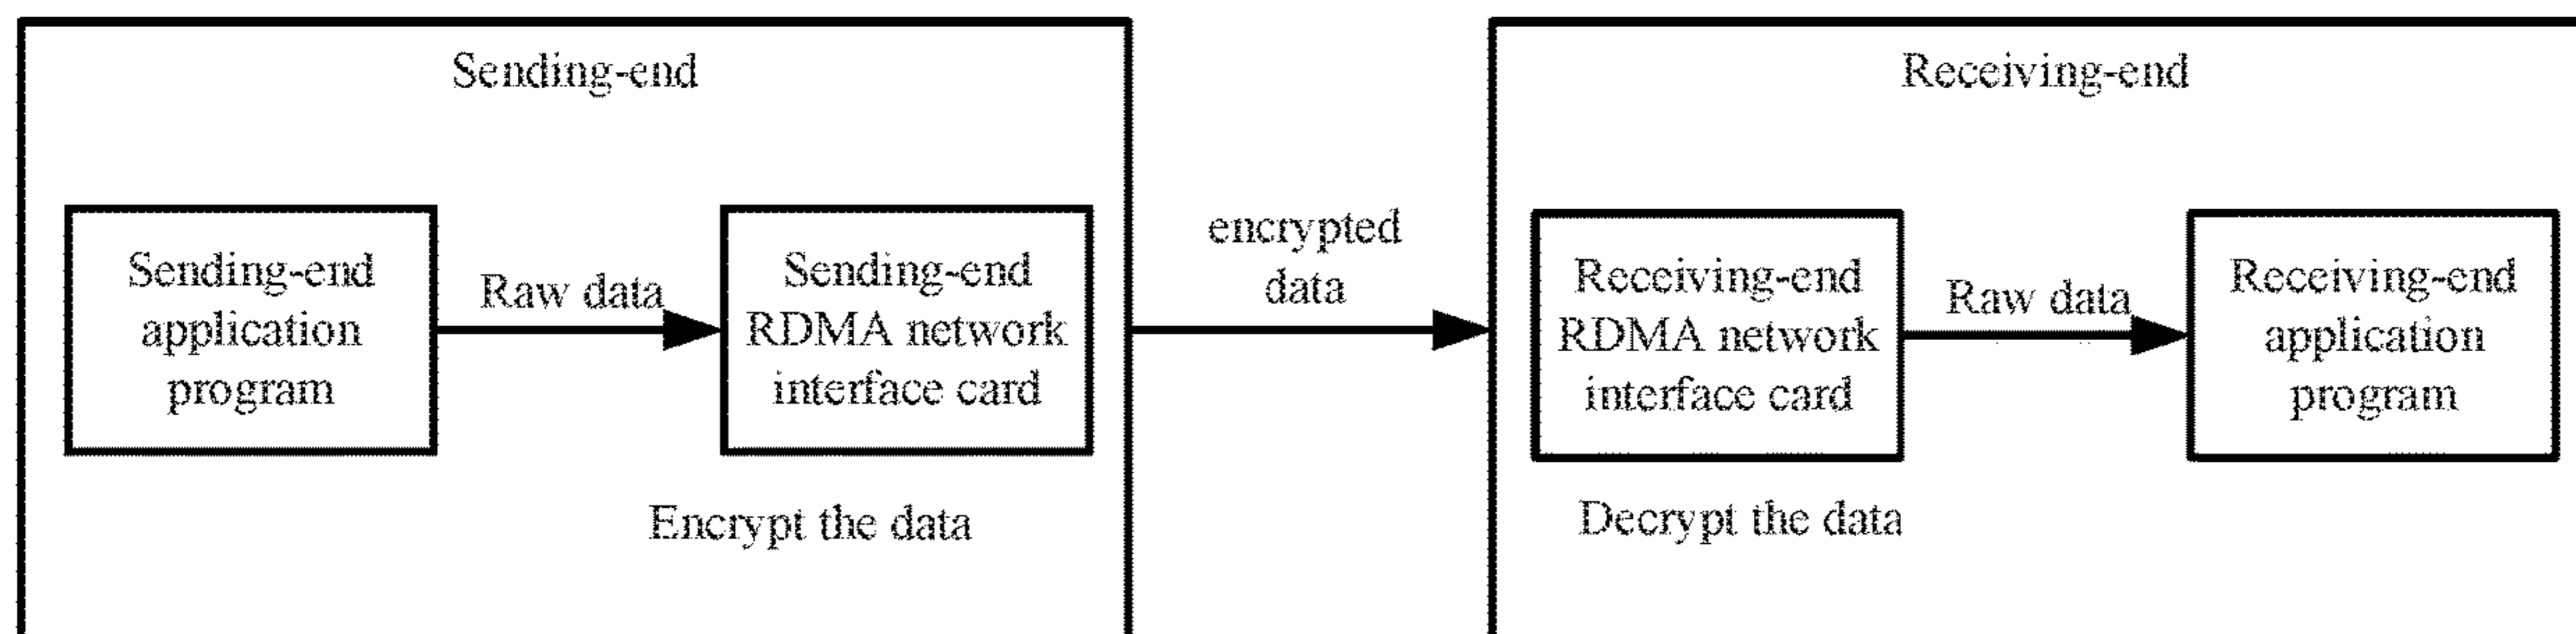 Sending-end
Sending-end
application
program
Raw data
Sending-end
RDMA network
interface card
Encrypt the data
encrypted
data
Receiving-end
Receiving-end
RDMA network
interface card
Decrypt the data
Raw data
Receiving-end
application
program